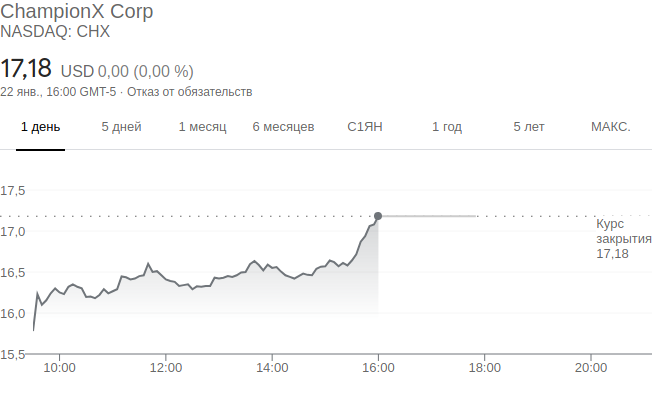 ChampionX Corp
NASDAQ: CHX
17,18 USD 0,00 (0,00 %)
22 янв., 16:00 GMT-5 · Отказ от обязательств
1 день 5 дней 1 месяц 6 месяцев С1ЯН 1 год 5 лет МАКС.
17,5
17,0
16,5
16,0
15,5
Курс
закрытия
17,18
10:00 12:00 14:00 16:00 18:00 20:00